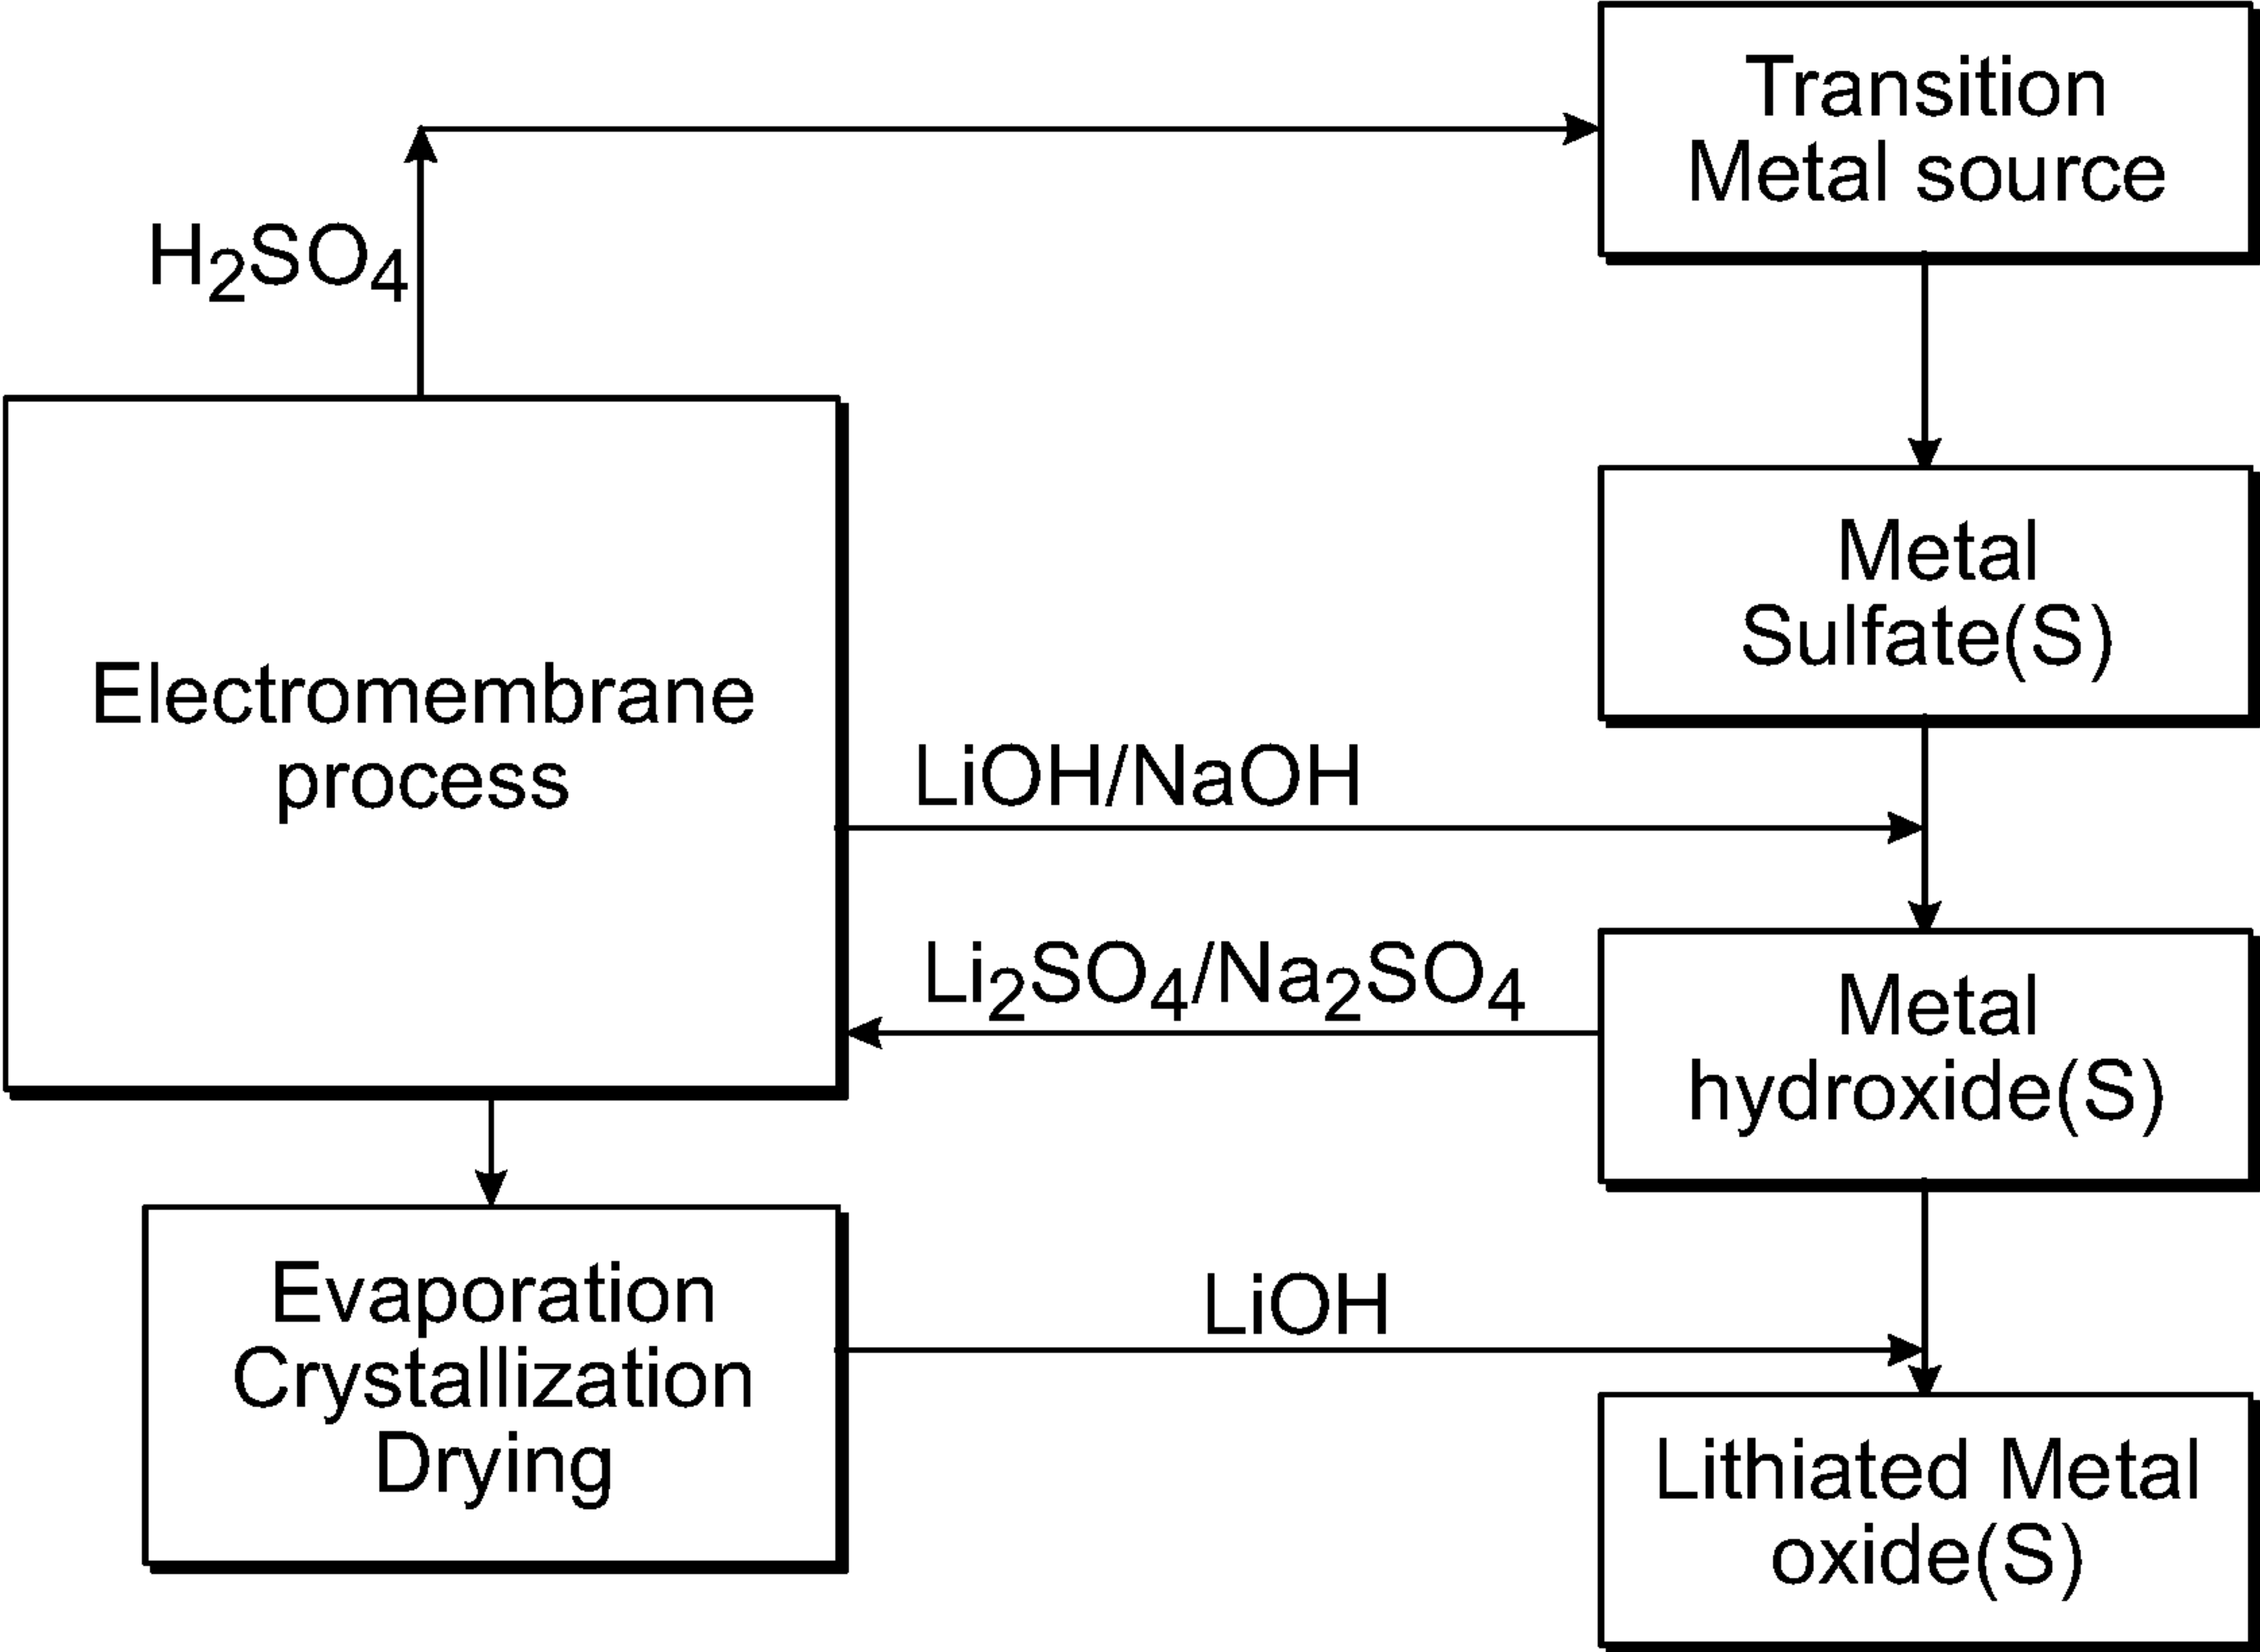 Transition
Metal source
H₂SO₄
Metal
Sulfate(S)
Electromembrane
process
LiOH/NaOH
Li₂SO₄/Na₂SO₄
Metal
hydroxide(S)
Evaporation
Crystallization
Drying
LiOH
Lithiated Metal
oxide(S)